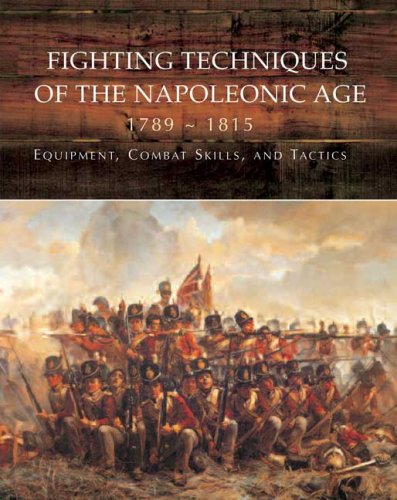 FIGHTING TECHNIQUES
OF THE NAPOLEONIC AGE
1789 ~ 1815
EQUIPMENT, COMBAT SKILLS, AND TACTICS